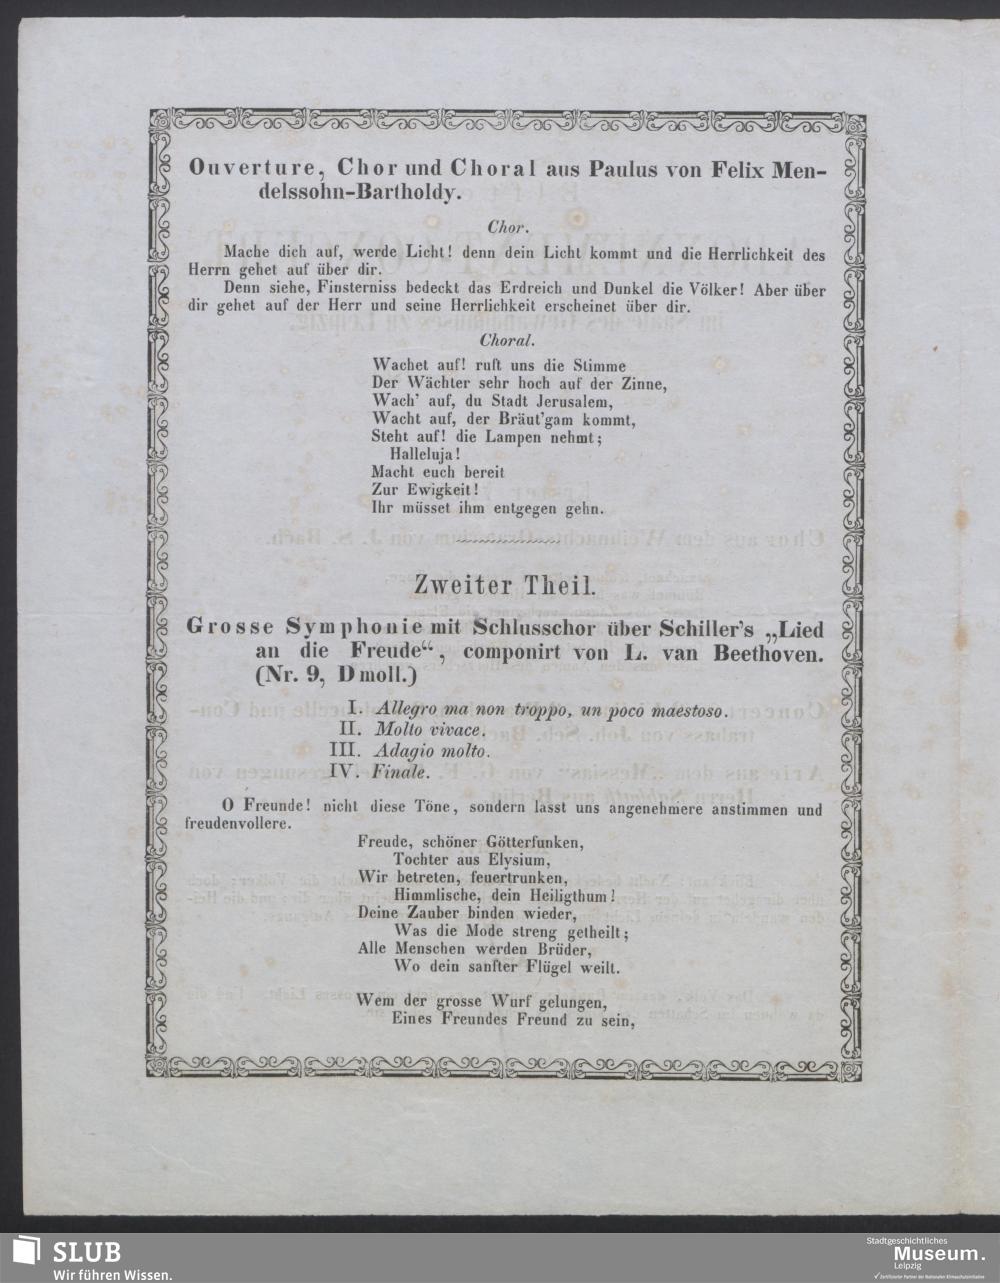 Ouverture, Chor und Choral aus Paulus von Felix Men-
delssohn-Bartholdy.
Chor.
Mache dich auf, werde Licht! denn dein Licht kommt und die Herrlichkeit des
Herrn gehet auf über dir.
Denn siehe, Finsterniss bedeckt das Erdreich und Dunkel die Völker! Aber über
dir gehet auf der Herr und seine Herrlichkeit erscheinet über dir.
Choral.
Wachet auf! ruft uns die Stimme
Der Wächter sehr hoch auf der Zinne,
Wach' auf, du Stadt Jerusalem,
Wacht auf, der Bräut'gam kommt,
Steht auf! die Lampen nehmt;
Halleluja!
Macht euch bereit
Zur Ewigkeit!
Ihr müsset ihm entgegen gehn.
Zweiter Theil.
Grosse Symphonie mit Schlusschor über Schiller's „Lied
an die Freude“, componirt von L. van Beethoven.
(Nr. 9, D moll.)
I. Allegro ma non troppo, un poco maestoso.
II. Molto vivace.
III. Adagio molto.
IV. Finale.
O Freunde! nicht diese Töne, sondern lasst uns angenehmere anstimmen und
freudenvollere.
Freude, schöner Götterfunken,
Tochter aus Elysium,
Wir betreten, feuertrunken,
Himmlische, dein Heiligthum!
Deine Zauber binden wieder,
Was die Mode streng getheilt;
Alle Menschen werden Brüder,
Wo dein sanfter Flügel weilt.
Wem der grosse Wurf gelungen,
Eines Freundes Freund zu sein,
SLUB
Wir führen Wissen.
Stadtgeschichtliches
Museum.
Leipzig
Zertifizierter Partner der Nationalen Klimaschutzinitiative